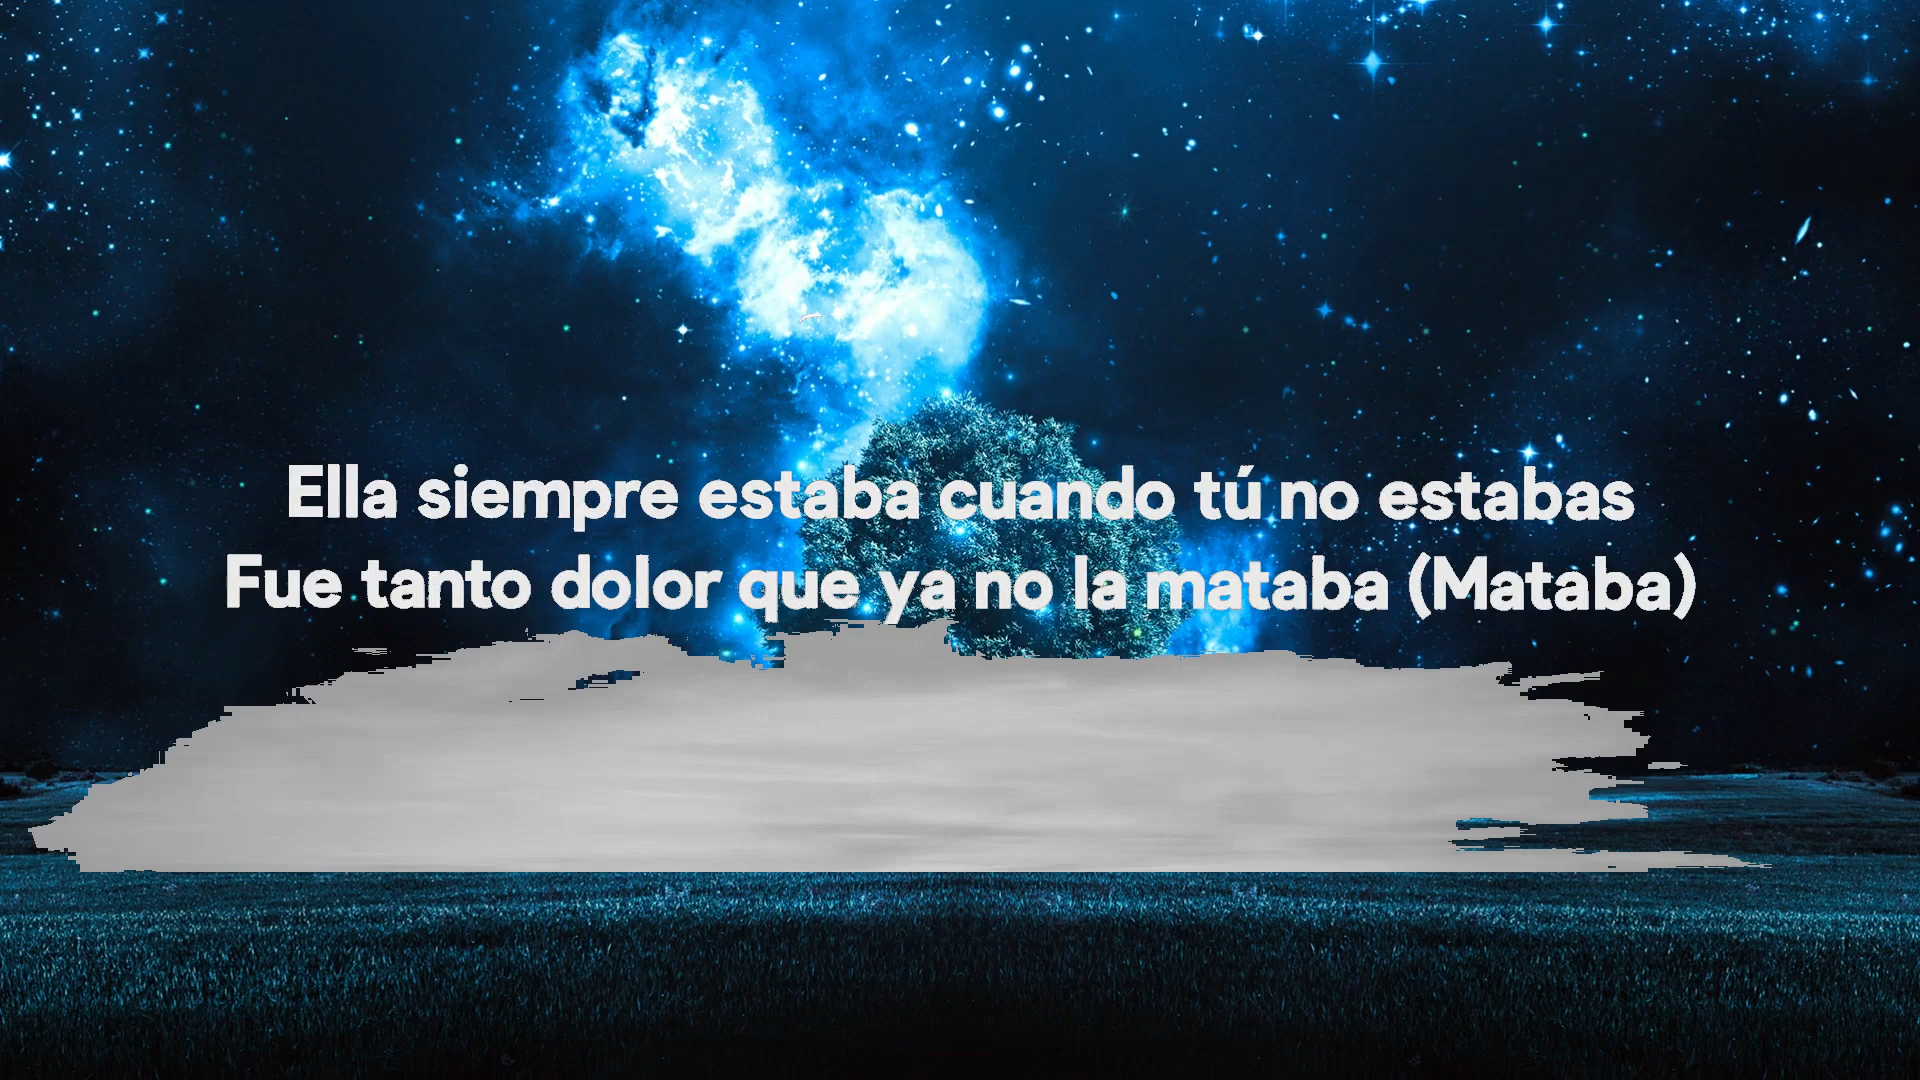 Ella siempre estaba cuando tú no estabas
Fue tanto dolor que ya no la mataba (Mataba)